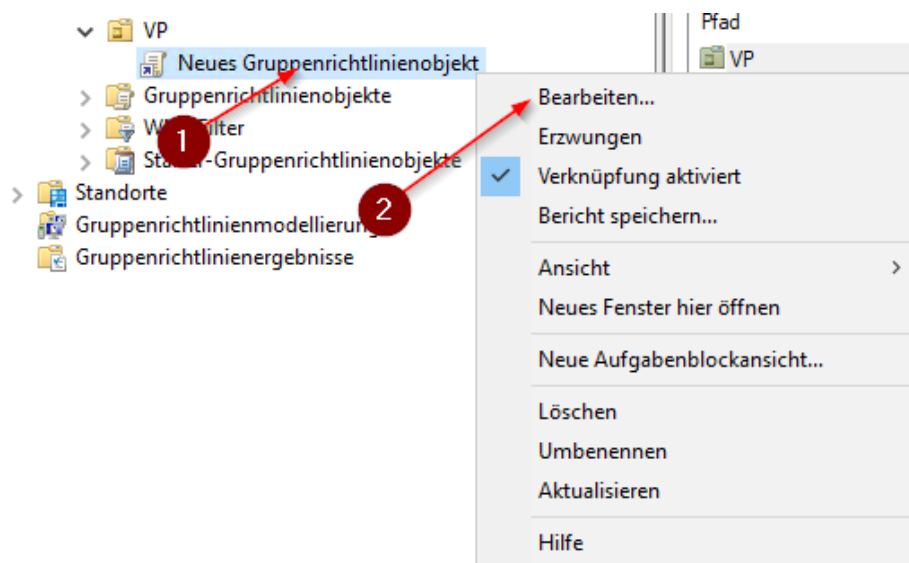 VP
Neues Gruppenrichtlinienobjekt
Gruppenrichtlinienobjekte
Filter
-Gruppenrichtlinienobjekte
Standorte
Gruppenrichtlinienmodellierung
Gruppenrichtlinienergebnisse
1
2
Pfad
VP
Bearbeiten...
Erzwungen
Verknüpfung aktiviert
Bericht speichern...
Ansicht
Neues Fenster hier öffnen
Neue Aufgabenblockansicht...
Löschen
Umbenennen
Aktualisieren
Hilfe